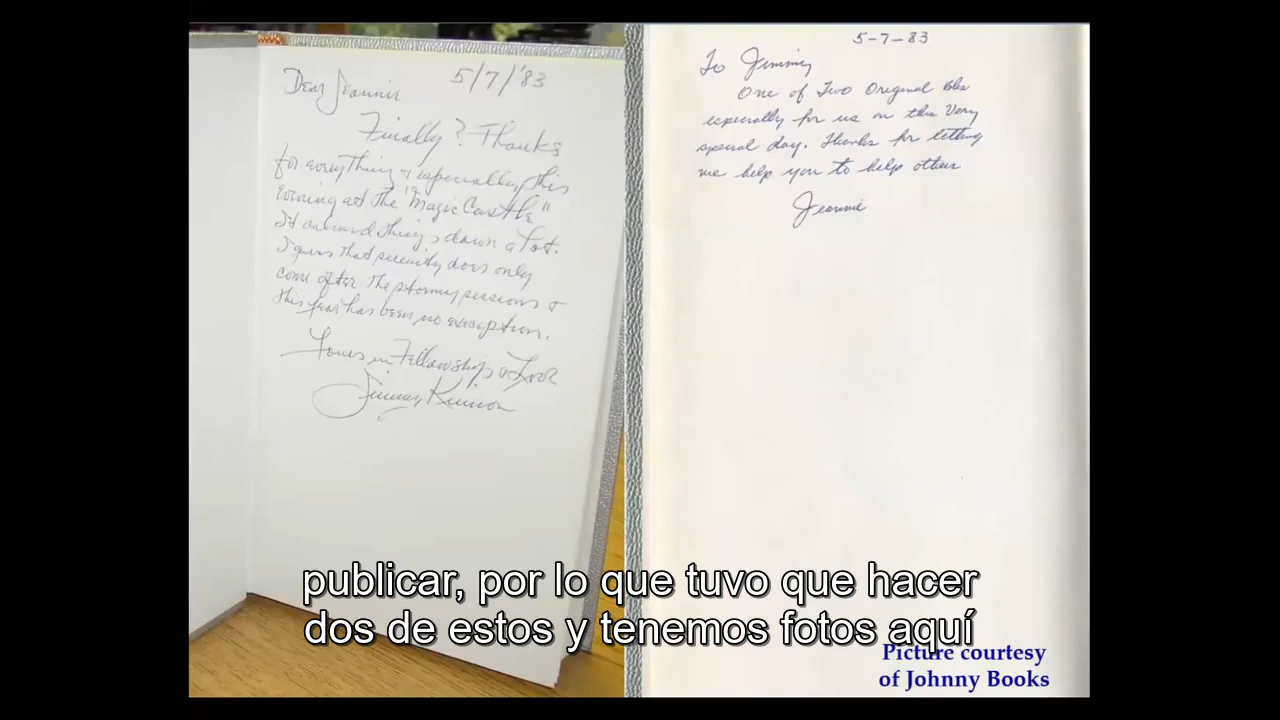 5/7/'83
Dear Jeannie
Finally? Thanks
for everything + especially, this
evening at the "Magic Castle"
It calmed things down a lot.
I guess that serenity does only
come after the stormy sessions +
this year has been no exception.
Yours in Fellowship & Love
Jimmy Kinnon
5-7-83
To Jimmy
One of Two Original
especially for us on this Very
special day. Thanks for letting
me help you to help others
Jeannie
publicar, por lo que tuvo que hacer
dos de estos y tenemos fotos aquí
Picture courtesy
of Johnny Books